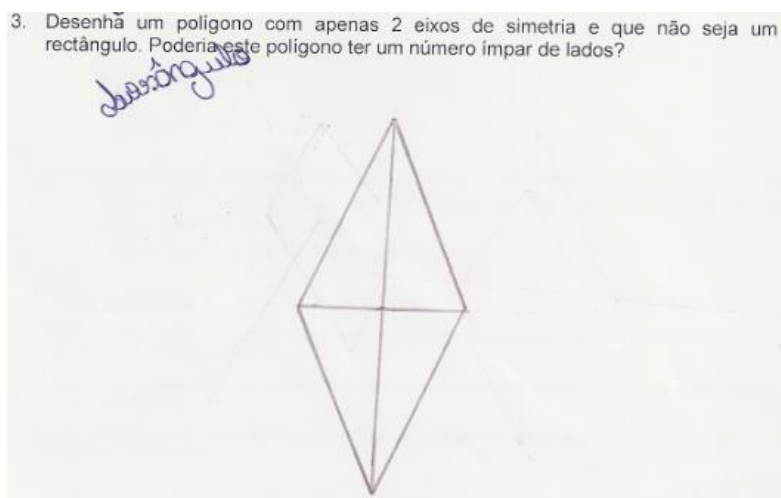 3. Desenha um polígono com apenas 2 eixos de simetria e que não seja um
rectângulo. Poderia este polígono ter um número ímpar de lados?
losângulo